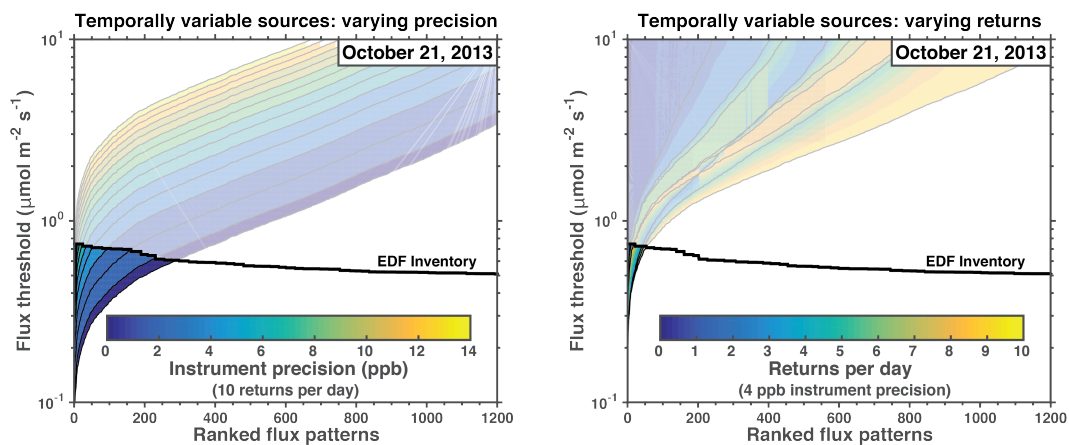 Temporally variable sources: varying precision
October 21, 2013
Flux threshold (μmol m-2 s-1)
10^1
10^0
10^-1
EDF Inventory
0 2 4 6 8 10 12 14
Instrument precision (ppb)
(10 returns per day)
0 200 400 600 800 1000 1200
Ranked flux patterns
Temporally variable sources: varying returns
October 21, 2013
Flux threshold (μmol m-2 s-1)
10^1
10^0
10^-1
EDF Inventory
0 1 2 3 4 5 6 7 8 9 10
Returns per day
(4 ppb instrument precision)
0 200 400 600 800 1000 1200
Ranked flux patterns